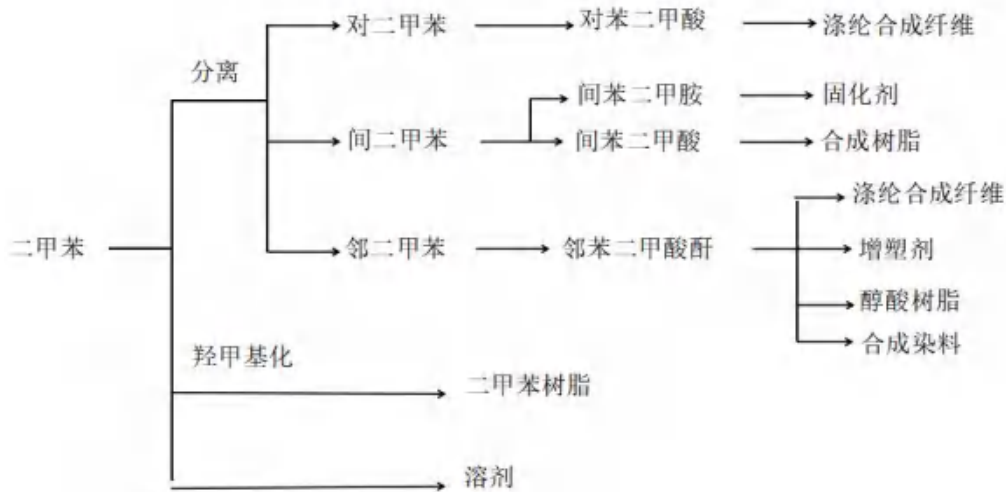 对二甲苯 对苯二甲酸 涤纶合成纤维
分离
间苯二甲胺 固化剂
间二甲苯 间苯二甲酸 合成树脂
涤纶合成纤维
二甲苯 邻二甲苯 邻苯二甲酸酐 增塑剂
醇酸树脂
合成染料
羟甲基化
二甲苯树脂
溶剂